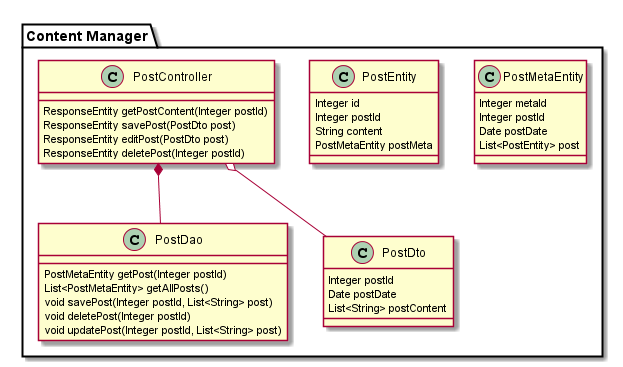 Content Manager
C PostController
ResponseEntity getPostContent(Integer postId)
ResponseEntity savePost(PostDto post)
ResponseEntity editPost(PostDto post)
ResponseEntity deletePost(Integer postId)
C PostEntity
Integer id
Integer postId
String content
PostMetaEntity postMeta
C PostMetaEntity
Integer metaId
Integer postId
Date postDate
List<PostEntity> post
C PostDao
PostMetaEntity getPost(Integer postId)
List<PostMetaEntity> getAllPosts()
void savePost(Integer postId, List<String> post)
void deletePost(Integer postId)
void updatePost(Integer postId, List<String> post)
C PostDto
Integer postId
Date postDate
List<String> postContent